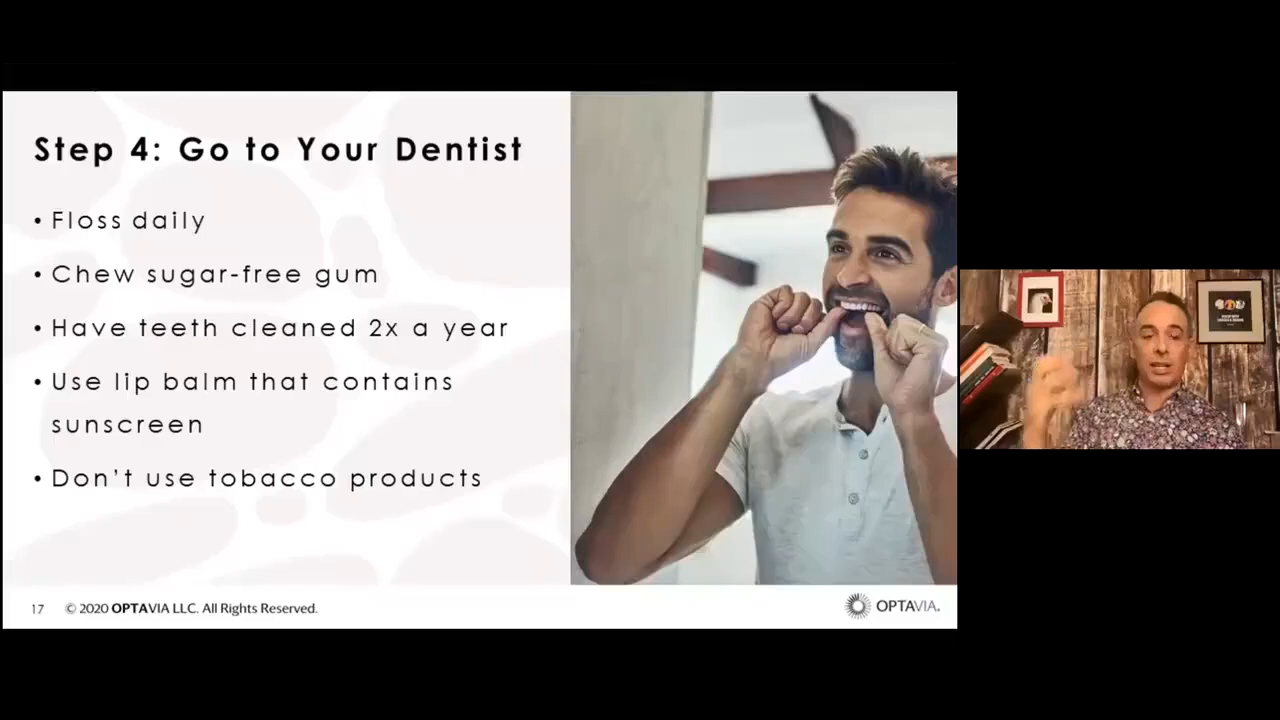 Step 4: Go to Your Dentist
• Floss daily
• Chew sugar-free gum
• Have teeth cleaned 2x a year
• Use lip balm that contains
sunscreen
• Don't use tobacco products
17 © 2020 OPTAVIA LLC. All Rights Reserved.
OPTAVIA.